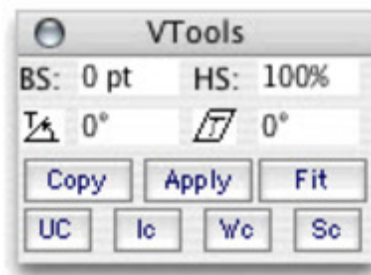 VTools
BS: 0 pt HS: 100%
T 0° T 0°
Copy Apply Fit
UC lc Wc Sc